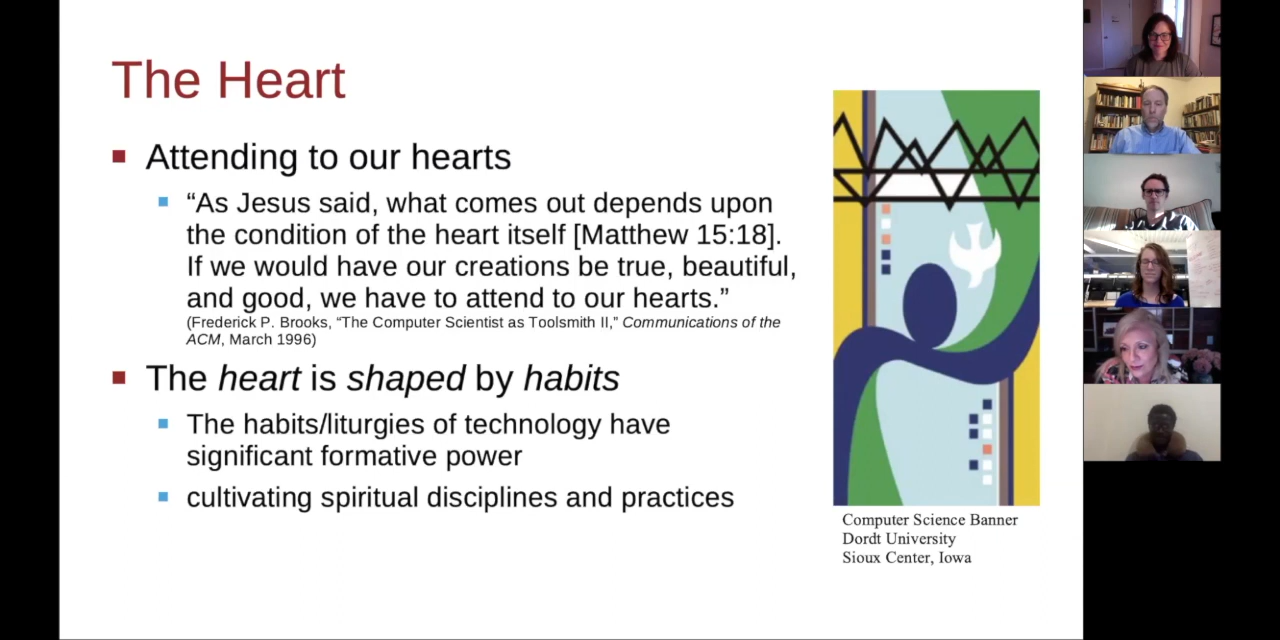 The Heart
Attending to our hearts
“As Jesus said, what comes out depends upon
the condition of the heart itself [Matthew 15:18].
If we would have our creations be true, beautiful,
and good, we have to attend to our hearts.”
(Frederick P. Brooks, “The Computer Scientist as Toolsmith II,” Communications of the
ACM, March 1996)
The heart is shaped by habits
The habits/liturgies of technology have
significant formative power
cultivating spiritual disciplines and practices
Computer Science Banner
Dordt University
Sioux Center, Iowa